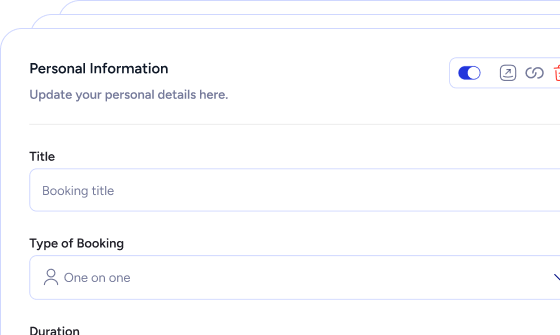 Personal Information
Update your personal details here.
Title
Booking title
Type of Booking
One on one
Duration